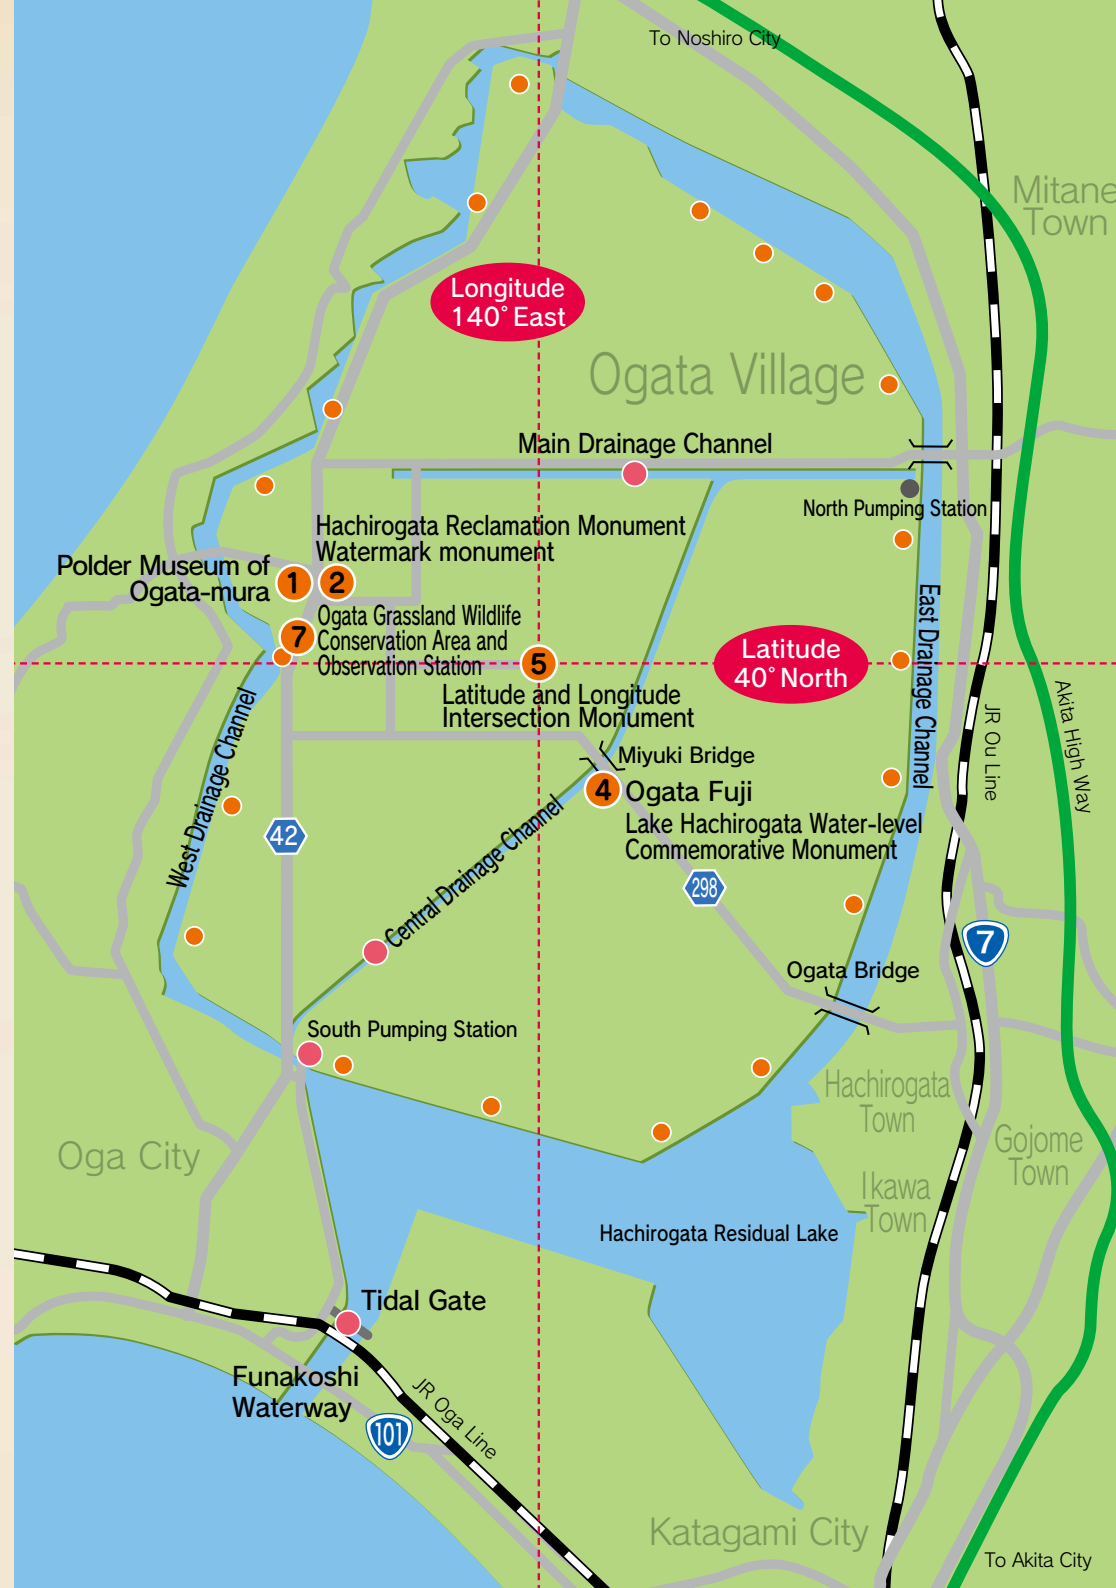 To Noshiro City
Mitane
Town
Longitude
140° East
Ogata Village
Main Drainage Channel
North Pumping Station
Hachirogata Reclamation Monument
Watermark monument
Polder Museum of
Ogata-mura
1
2
7
Ogata Grassland Wildlife
Conservation Area and
Observation Station
5
Latitude
40° North
East Drainage Channel
Latitude and Longitude
Intersection Monument
JR Ou Line
Akita High Way
West Drainage Channel
Miyuki Bridge
4
Ogata Fuji
Lake Hachirogata Water-level
Commemorative Monument
42
Central Drainage Channel
298
7
Ogata Bridge
South Pumping Station
Hachirogata
Town
Gojome
Town
Oga City
Ikawa
Town
Hachirogata Residual Lake
Tidal Gate
Funakoshi
Waterway
JR Oga Line
101
Katagami City
To Akita City